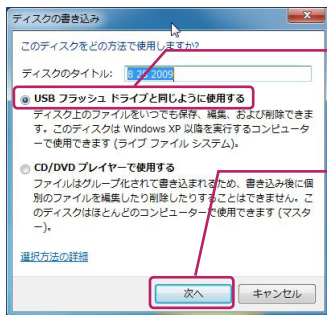 ディスクの書き込み
このディスクをどの方法で使用しますか?
ディスクのタイトル: 8 25 2009
USB フラッシュ ドライブと同じように使用する
ディスク上のファイルをいつでも保存、編集、および削除できま
す。このディスクは Windows XP 以降を実行するコンピュータ
ーで使用できます (ライブ ファイル システム)。
CD/DVD プレイヤーで使用する
ファイルはグループ化されて書き込まれるため、書き込み後に個
別のファイルを編集したり削除したりすることはできません。こ
のディスクはほとんどのコンピューターで使用できます (マスタ
ー)。
選択方法の詳細
次へ キャンセル